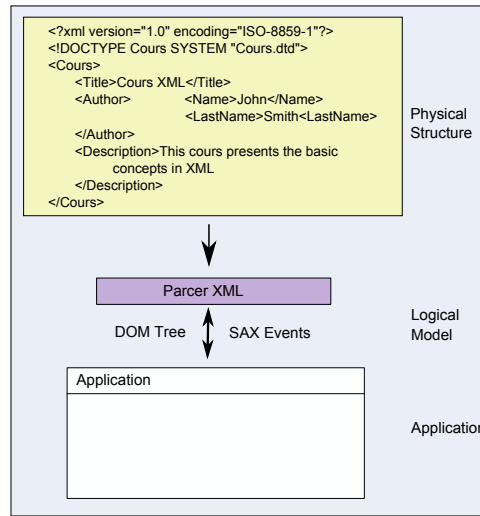 <?xml version="1.0" encoding="ISO-8859-1"?>
<!DOCTYPE Cours SYSTEM "Cours.dtd">
<Cours>
<Title>Cours XML</Title>
<Author> <Name>John</Name>
<LastName>Smith<LastName>
</Author>
<Description>This cours presents the basic
concepts in XML
</Description>
</Cours>
Physical
Structure
Parcer XML
DOM Tree SAX Events
Logical
Model
Application
Application